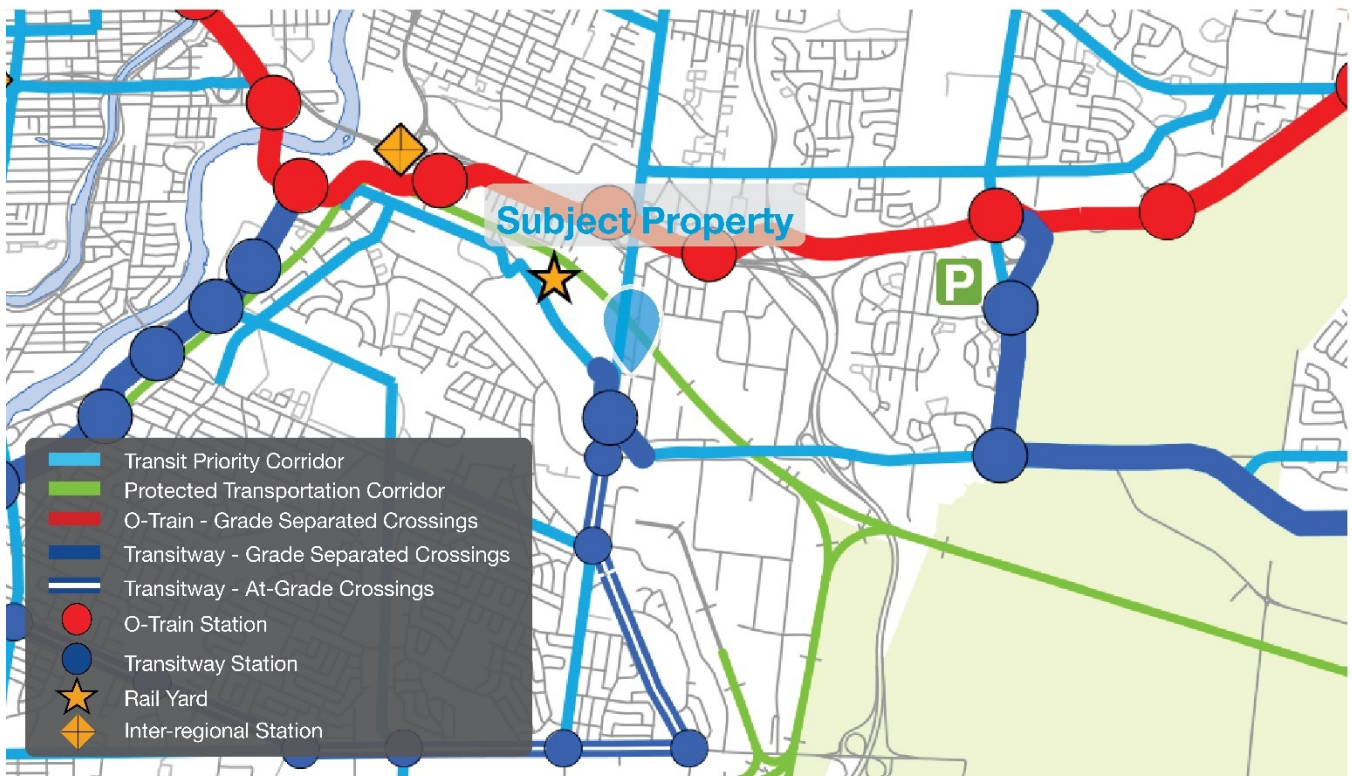 Subject Property
P
Transit Priority Corridor
Protected Transportation Corridor
O-Train - Grade Separated Crossings
Transitway - Grade Separated Crossings
Transitway - At-Grade Crossings
O-Train Station
Transitway Station
Rail Yard
Inter-regional Station